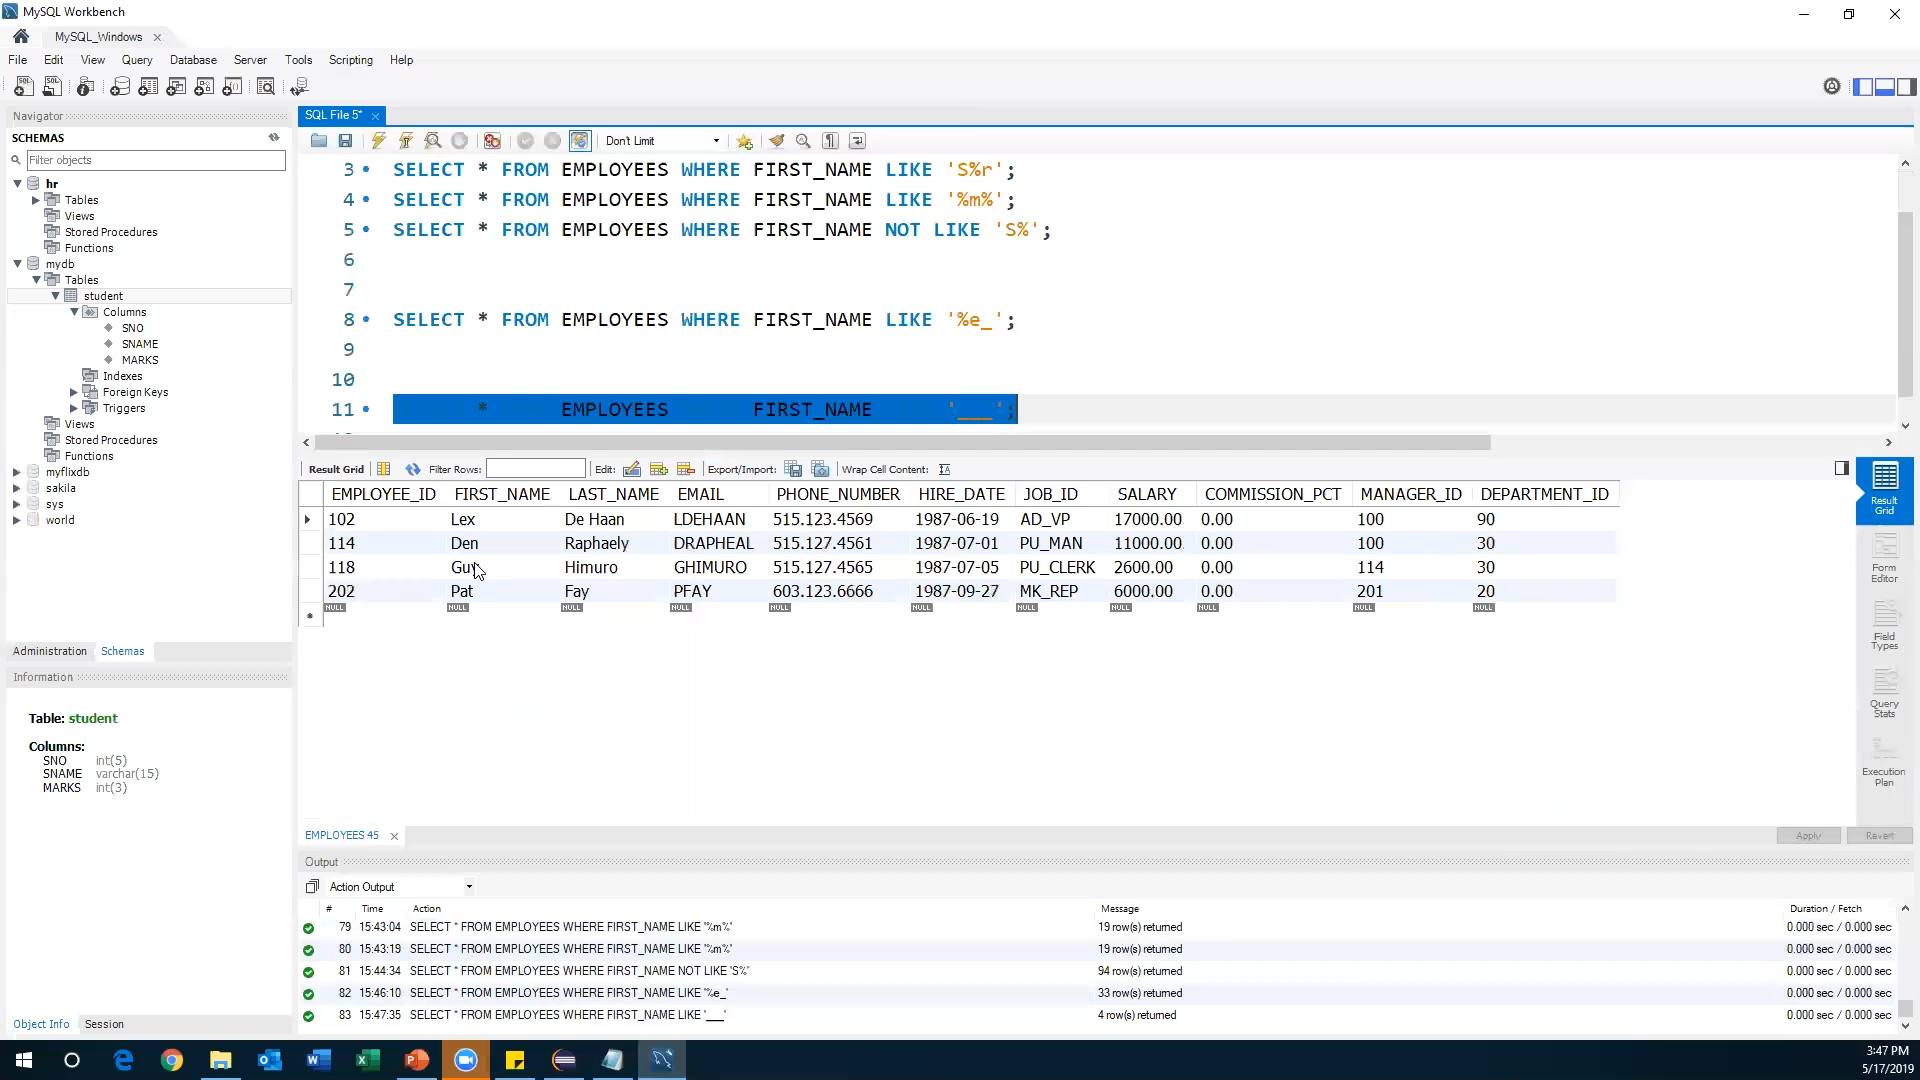 MySQL Workbench
MySQL_Windows
File Edit View Query Database Server Tools Scripting Help
Navigator
SCHEMAS
Filter objects
hr
Tables
Views
Stored Procedures
Functions
mydb
Tables
student
Columns
SNO
SNAME
MARKS
Indexes
Foreign Keys
Triggers
Views
Stored Procedures
Functions
myflixdb
sakila
sys
world
Administration Schemas
Information
Table: student
Columns:
SNO int(5)
SNAME varchar(15)
MARKS int(3)
Object Info Session
SQL File 5*
Don't Limit
3 SELECT * FROM EMPLOYEES WHERE FIRST_NAME LIKE 'S%r';
4 SELECT * FROM EMPLOYEES WHERE FIRST_NAME LIKE '%m%';
5 SELECT * FROM EMPLOYEES WHERE FIRST_NAME NOT LIKE 'S%';
6
7
8 SELECT * FROM EMPLOYEES WHERE FIRST_NAME LIKE '%e_';
9
10
11 * EMPLOYEES FIRST_NAME '___';
Result Grid Filter Rows: Edit: Export/Import: Wrap Cell Content:
EMPLOYEE_ID FIRST_NAME LAST_NAME EMAIL PHONE_NUMBER HIRE_DATE JOB_ID SALARY COMMISSION_PCT MANAGER_ID DEPARTMENT_ID
102 Lex De Haan LDEHAAN 515.123.4569 1987-06-19 AD_VP 17000.00 0.00 100 90
114 Den Raphaely DRAPHEAL 515.127.4561 1987-07-01 PU_MAN 11000.00 0.00 100 30
118 Guy Himuro GHIMURO 515.127.4565 1987-07-05 PU_CLERK 2600.00 0.00 114 30
202 Pat Fay PFAY 603.123.6666 1987-09-27 MK_REP 6000.00 0.00 201 20
NULL NULL NULL NULL NULL NULL NULL NULL NULL NULL NULL
Result Grid
Form Editor
Field Types
Query Stats
Execution Plan
EMPLOYEES 45
Apply Revert
Output
Action Output
# Time Action Message Duration / Fetch
79 15:43:04 SELECT * FROM EMPLOYEES WHERE FIRST_NAME LIKE '%m%' 19 row(s) returned 0.000 sec / 0.000 sec
80 15:43:19 SELECT * FROM EMPLOYEES WHERE FIRST_NAME LIKE '%m%' 19 row(s) returned 0.000 sec / 0.000 sec
81 15:44:34 SELECT * FROM EMPLOYEES WHERE FIRST_NAME NOT LIKE 'S%' 94 row(s) returned 0.000 sec / 0.000 sec
82 15:46:10 SELECT * FROM EMPLOYEES WHERE FIRST_NAME LIKE '%e_' 33 row(s) returned 0.000 sec / 0.000 sec
83 15:47:35 SELECT * FROM EMPLOYEES WHERE FIRST_NAME LIKE '___' 4 row(s) returned 0.000 sec / 0.000 sec
3:47 PM
5/17/2019